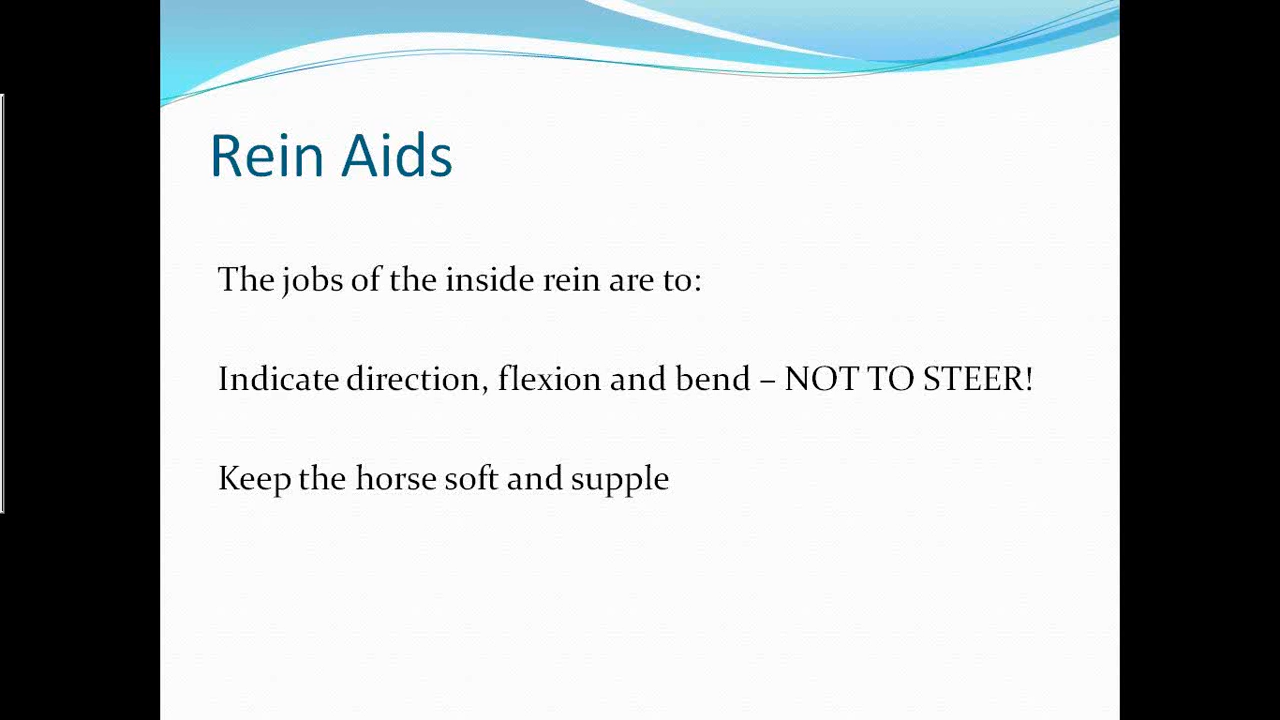 Rein Aids
The jobs of the inside rein are to:
Indicate direction, flexion and bend – NOT TO STEER!
Keep the horse soft and supple